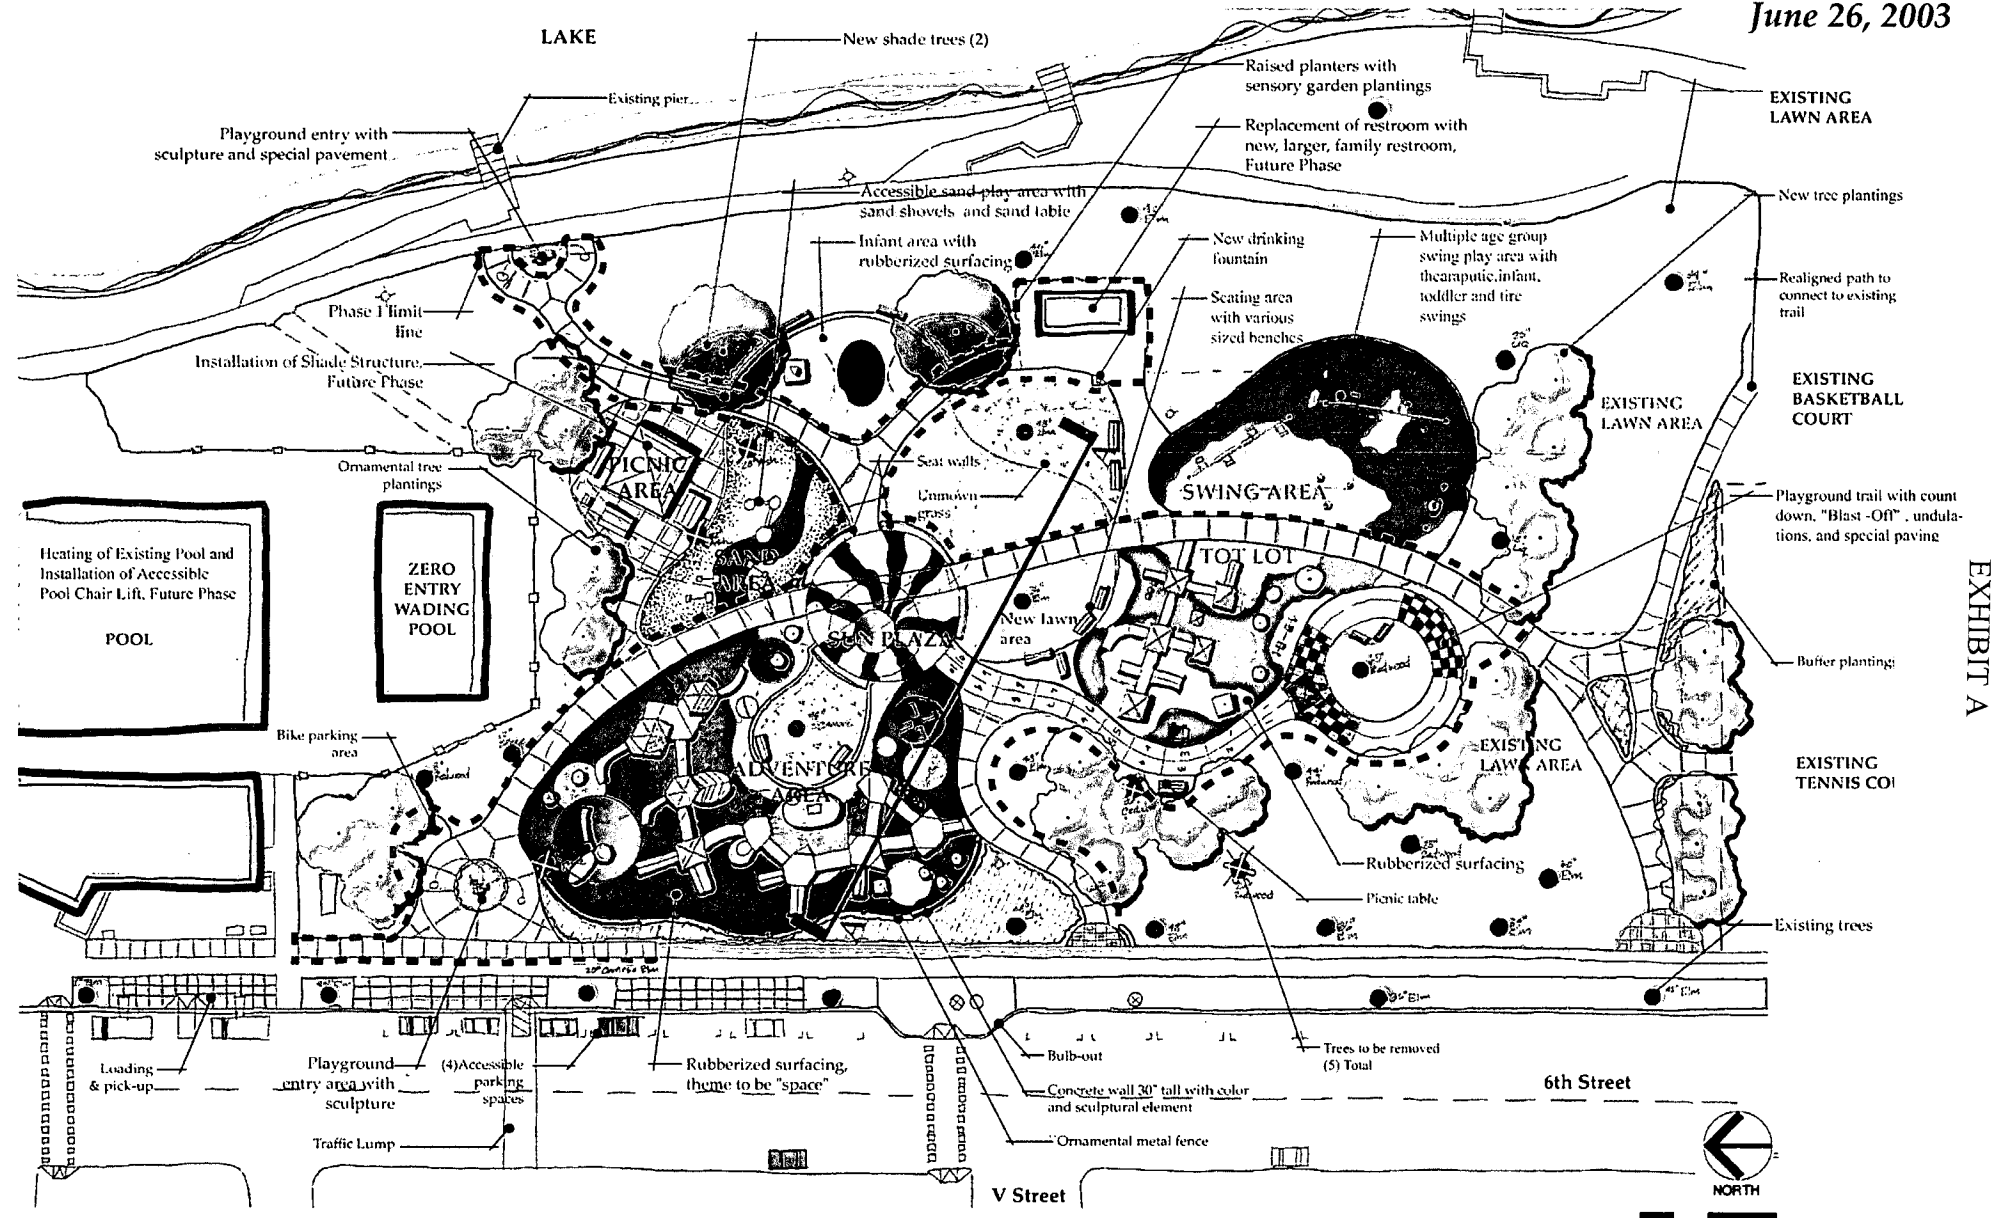 June 26, 2003
LAKE
New shade trees (2)
Raised planters with
sensory garden plantings
Existing pier
EXISTING
LAWN AREA
Playground entry with
sculpture and special pavement
Replacement of restroom with
new, larger, family restroom,
Future Phase
Accessible sand play area with
sand shovels and sand table
New tree plantings
Infant area with
rubberized surfacing
New drinking
fountain
Multiple age group
swing play area with
thearaputic, infant,
toddler and tire
swings
Realigned path to
connect to existing
trail
Phase 1 limit
line
Seating area
with various
sized benches
Installation of Shade Structure,
Future Phase
EXISTING
BASKETBALL
COURT
EXISTING
LAWN AREA
PICNIC
AREA
Ornamental tree
plantings
Seat walls
Unmown
grass
SWING AREA
Playground trail with count
down, "Blast -Off" , undula-
tions, and special paving
Heating of Existing Pool and
Installation of Accessible
Pool Chair Lift, Future Phase
POOL
ZERO
ENTRY
WADING
POOL
SAND
AREA
TOT LOT
EXHIBIT A
SUN PLAZA
New lawn
area
Buffer planting
Bike parking
area
EXISTING
LAWN AREA
ADVENTURE
AREA
EXISTING
TENNIS COI
Rubberized surfacing
Picnic table
Existing trees
Loading
& pick-up
Playground
entry area with
sculpture
(4)Accessible
parking
spaces
Rubberized surfacing,
theme to be "space"
Bulb-out
Trees to be removed
(5) Total
Concrete wall 30" tall with color
and sculptural element
6th Street
Traffic Lump
Ornamental metal fence
V Street
NORTH